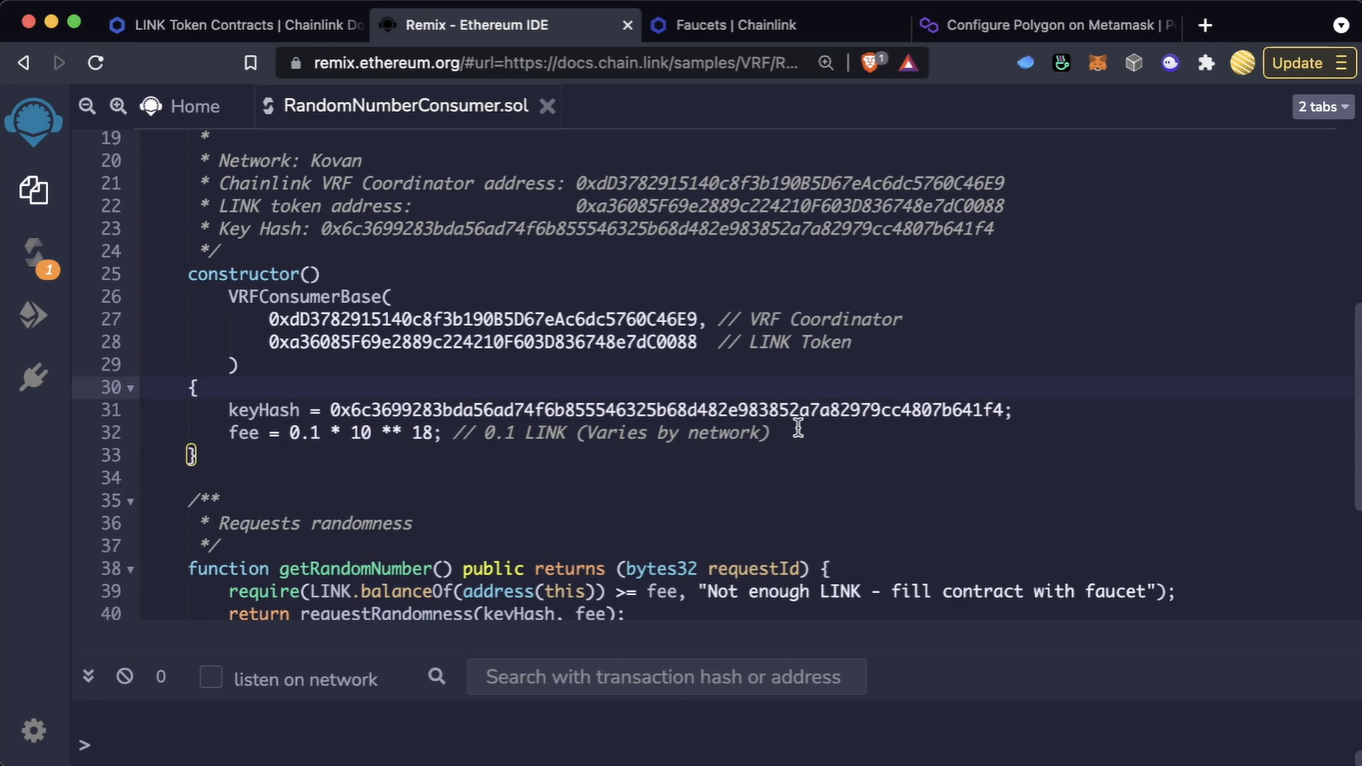 LINK Token Contracts | Chainlink Do
Remix - Ethereum IDE
Faucets | Chainlink
Configure Polygon on Metamask | P
remix.ethereum.org/#url=https://docs.chain.link/samples/VRF/R...
1
Update
Home
RandomNumberConsumer.sol
2 tabs
19 *
20 * Network: Kovan
21 * Chainlink VRF Coordinator address: 0xdD3782915140c8f3b190B5D67eAc6dc5760C46E9
22 * LINK token address: 0xa36085F69e2889c224210F603D836748e7dC0088
23 * Key Hash: 0x6c3699283bda56ad74f6b855546325b68d482e983852a7a82979cc4807b641f4
24 */
25 constructor()
26 VRFConsumerBase(
27 0xdD3782915140c8f3b190B5D67eAc6dc5760C46E9, // VRF Coordinator
28 0xa36085F69e2889c224210F603D836748e7dC0088 // LINK Token
29 )
30 {
31 keyHash = 0x6c3699283bda56ad74f6b855546325b68d482e983852a7a82979cc4807b641f4;
32 fee = 0.1 * 10 ** 18; // 0.1 LINK (Varies by network)
33 }
34
35 /**
36 * Requests randomness
37 */
38 function getRandomNumber() public returns (bytes32 requestId) {
39 require(LINK.balanceOf(address(this)) >= fee, "Not enough LINK - fill contract with faucet");
40 return requestRandomness(keyHash, fee);
1
0
listen on network
Search with transaction hash or address
>